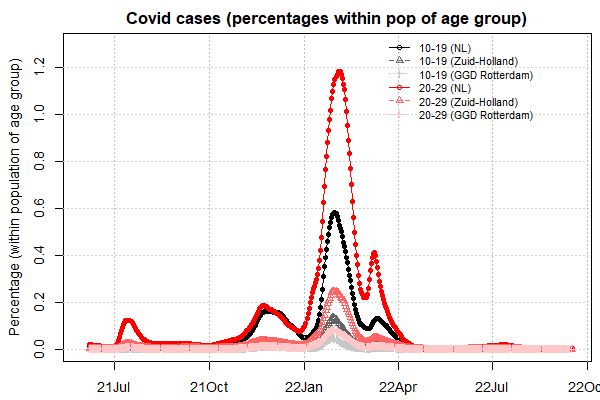 Covid cases (percentages within pop of age group)
Percentage (within population of age group)
1.2
1.0
0.8
0.6
0.4
0.2
0.0
10-19 (NL)
10-19 (Zuid-Holland)
10-19 (GGD Rotterdam)
20-29 (NL)
20-29 (Zuid-Holland)
20-29 (GGD Rotterdam)
21Jul 21Oct 22Jan 22Apr 22Jul 22Oc